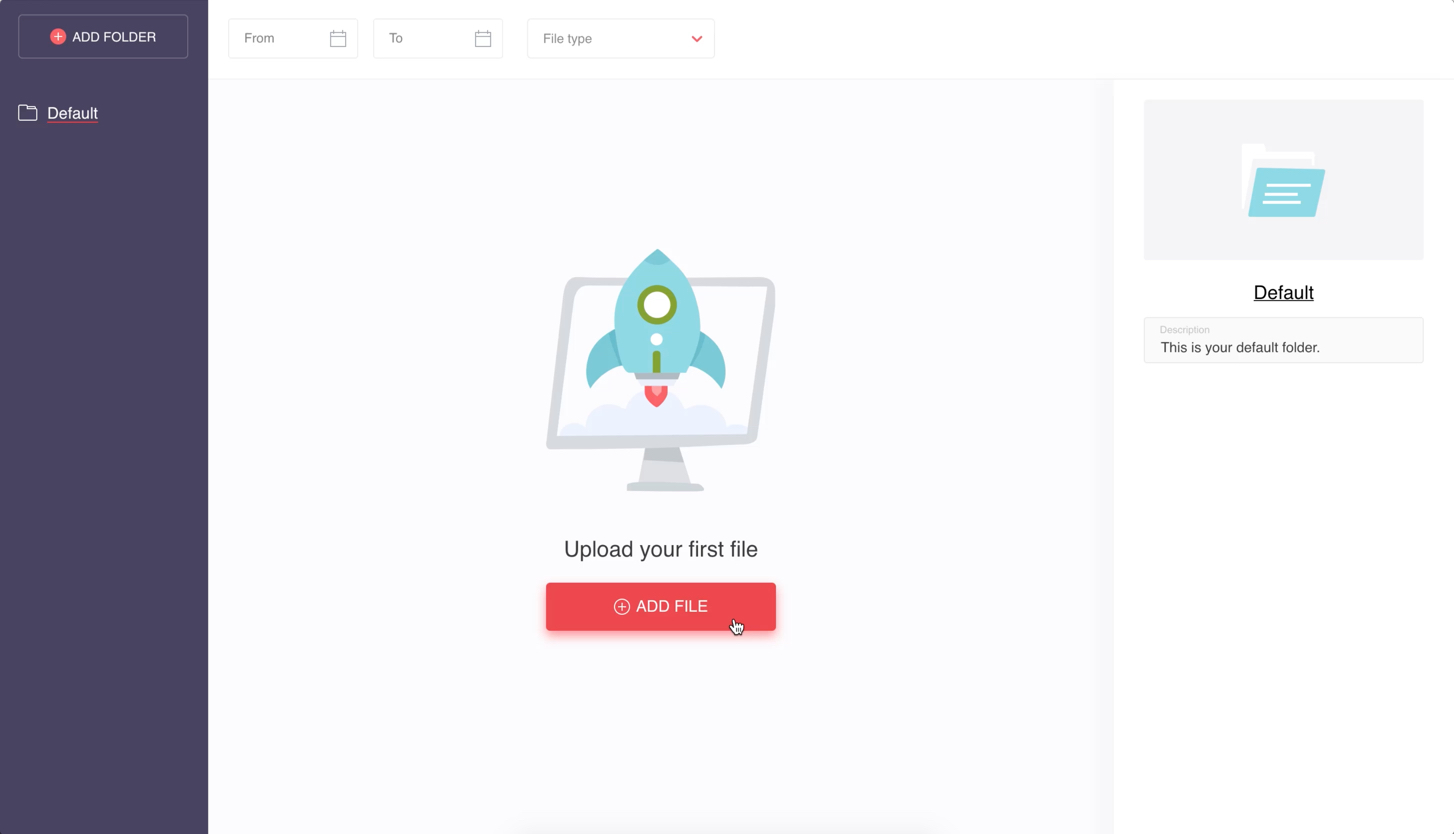 ADD FOLDER
From
To
File type
Default
Upload your first file
ADD FILE
Default
Description
This is your default folder.